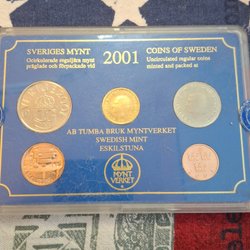 SVERIGES MYNT
Ocirkulerade reguljära mynt
präglade och förpackade vid
2001
COINS OF SWEDEN
Uncirculated regular coins
minted and packed at
AB TUMBA BRUK MYNTVERKET
SWEDISH MINT
ESKILSTUNA
MYNT
VERKET